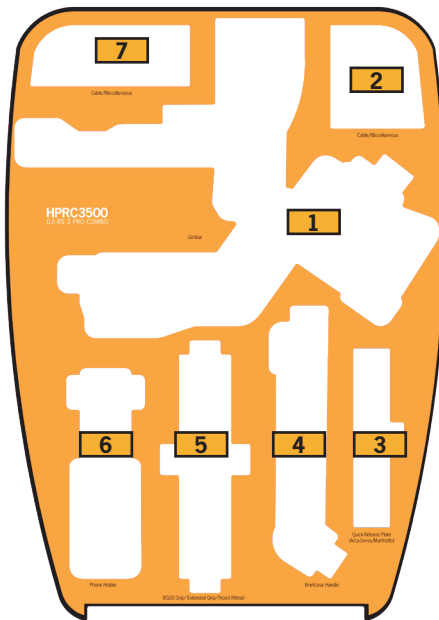 7
Cable/Miscellaneous
2
Cable/Miscellaneous
HPRC3500
DJI RS 2 PRO COMBO
Gimbal
1
6
5
4
3
Quick-Release Plate
(Arca-Swiss/Manfrotto)
Phone Holder
Briefcase Handle
BG30 Grip/ Extended Grip/Tripod (Metal)